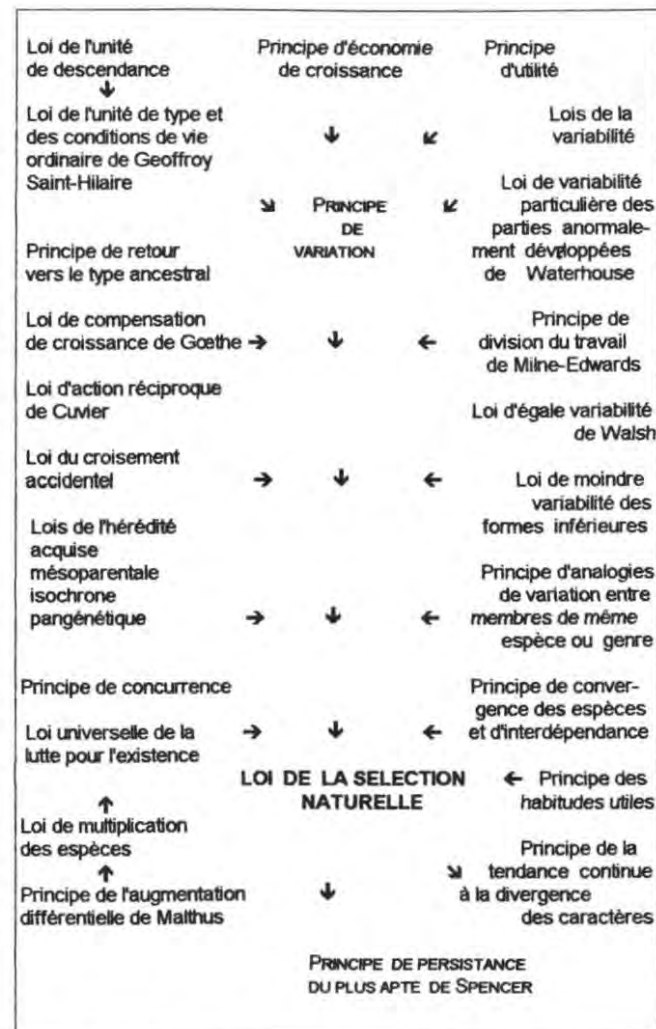 Loi de l'unité
de descendance
Principe d'économie
de croissance
Principe
d'utilité
↓
Loi de l'unité de type et
des conditions de vie
ordinaire de Geoffroy
Saint-Hilaire
↓
↙
Lois de la
variabilité
↘
PRINCIPE
DE
VARIATION
↙
Loi de variabilité
particulière des
parties anormale-
ment développées
de Waterhouse
Principe de retour
vers le type ancestral
Loi de compensation
de croissance de Gœthe →
↓
←
Principe de
division du travail
de Milne-Edwards
Loi d'action réciproque
de Cuvier
Loi d'égale variabilité
de Walsh
Loi du croisement
accidentel
→
↓
←
Loi de moindre
variabilité des
formes inférieures
Lois de l'hérédité
acquise
mésoparentale
isochrone
pangénétique
→
↓
←
Principe d'analogies
de variation entre
membres de même
espèce ou genre
Principe de concurrence
Principe de conver-
gence des espèces
et d'interdépendance
Loi universelle de la
lutte pour l'existence
→
↓
←
LOI DE LA SELECTION
NATURELLE
← Principe des
habitudes utiles
↑
Loi de multiplication
des espèces
↑
Principe de l'augmentation
différentielle de Malthus
↓
↘
Principe de la
tendance continue
à la divergence
des caractères
PRINCIPE DE PERSISTANCE
DU PLUS APTE DE SPENCER